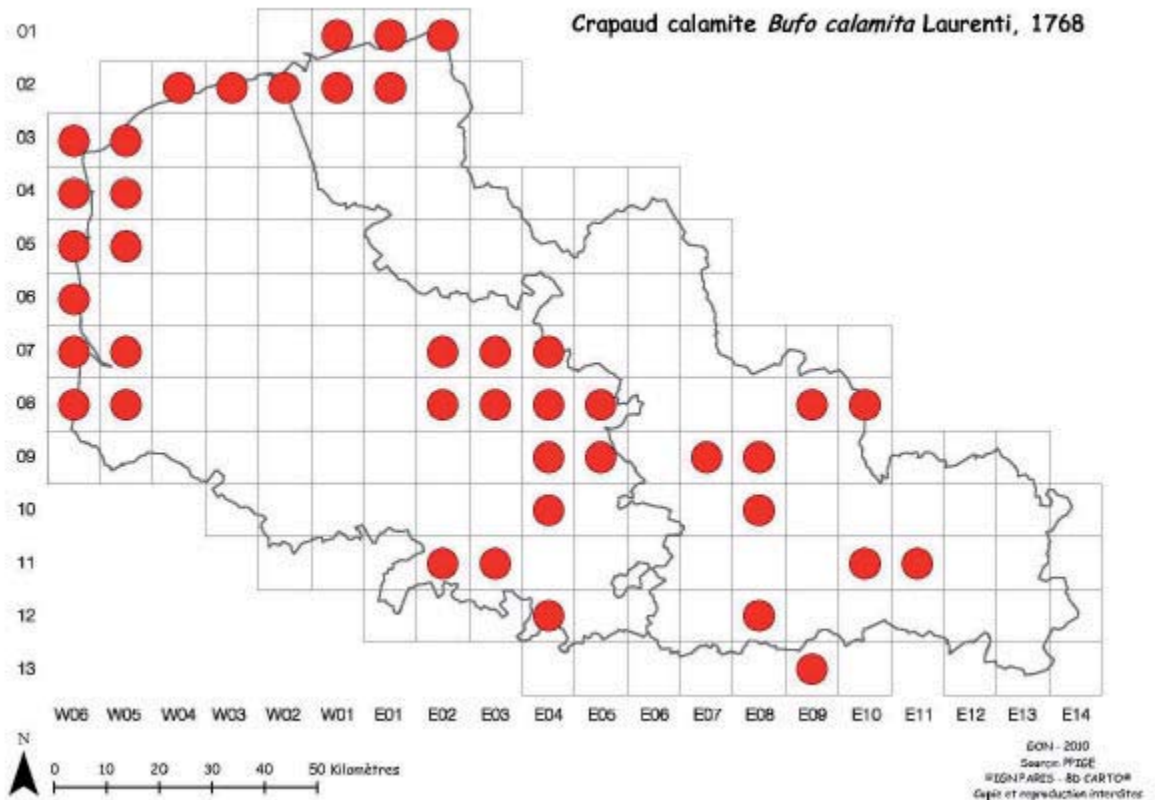 Crapaud calamite Bufo calamita Laurenti, 1768
01
02
03
04
05
06
07
08
09
10
11
12
13
W06 W05 W04 W03 W02 W01 E01 E02 E03 E04 E05 E06 E07 E08 E09 E10 E11 E12 E13 E14
N
0 10 20 30 40 50 Kilomètres
GON - 2010
Source: PPIGE
©IGN PARIS - BD CARTO®
Copie et reproduction interdites